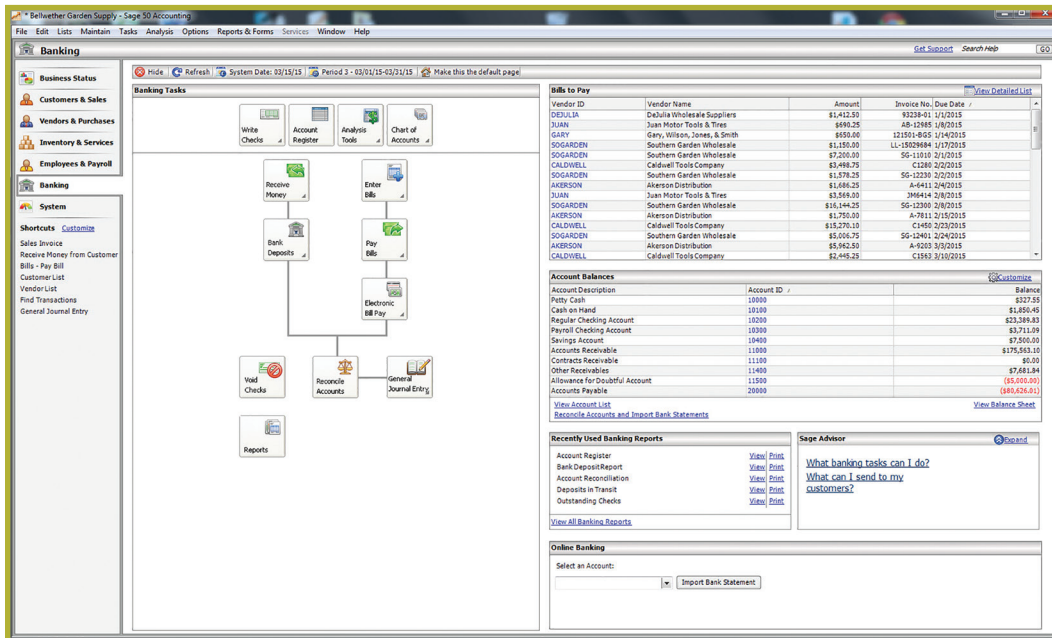 * Bellwether Garden Supply - Sage 50 Accounting
File Edit Lists Maintain Tasks Analysis Options Reports & Forms Services Window Help
Banking
Get Support Search Help GO
Business Status
Customers & Sales
Vendors & Purchases
Inventory & Services
Employees & Payroll
Banking
System
Shortcuts Customize
Sales Invoice
Receive Money from Customer
Bills - Pay Bill
Customer List
Vendor List
Find Transactions
General Journal Entry
Hide Refresh System Date: 03/15/15 Period 3 - 03/01/15-03/31/15 Make this the default page
Banking Tasks
Write Checks
Account Register
Analysis Tools
Chart of Accounts
Receive Money
Enter Bills
Bank Deposits
Pay Bills
Electronic Bill Pay
Void Checks
Reconcile Accounts
General Journal Entry
Reports
Bills to Pay View Detailed List
Vendor ID Vendor Name Amount Invoice No. Due Date
DEJULIA DeJulia Wholesale Suppliers $1,412.50 93238-01 1/1/2015
JUAN Juan Motor Tools & Tires $690.25 AB-12985 1/8/2015
GARY Gary, Wilson, Jones, & Smith $650.00 121501-BGS 1/14/2015
SOGARDEN Southern Garden Wholesale $1,150.00 LL-15029684 1/17/2015
SOGARDEN Southern Garden Wholesale $7,200.00 SG-11010 2/1/2015
CALDWELL Caldwell Tools Company $3,498.75 C1280 2/2/2015
SOGARDEN Southern Garden Wholesale $1,578.25 SG-12230 2/2/2015
AKERSON Akerson Distribution $1,686.25 A-6411 2/4/2015
JUAN Juan Motor Tools & Tires $3,569.00 JM6414 2/8/2015
SOGARDEN Southern Garden Wholesale $16,144.25 SG-12300 2/8/2015
AKERSON Akerson Distribution $1,750.00 A-7811 2/15/2015
CALDWELL Caldwell Tools Company $15,270.10 C1450 2/23/2015
SOGARDEN Southern Garden Wholesale $5,006.75 SG-12401 2/24/2015
AKERSON Akerson Distribution $5,962.50 A-9203 3/3/2015
CALDWELL Caldwell Tools Company $2,445.25 C1563 3/10/2015
Account Balances Customize
Account Description Account ID Balance
Petty Cash 10000 $327.55
Cash on Hand 10100 $1,850.45
Regular Checking Account 10200 $23,389.83
Payroll Checking Account 10300 $3,711.09
Savings Account 10400 $7,500.00
Accounts Receivable 11000 $175,563.10
Contracts Receivable 11100 $0.00
Other Receivables 11400 $7,681.84
Allowance for Doubtful Account 11500 ($5,000.00)
Accounts Payable 20000 ($80,626.01)
View Account List View Balance Sheet
Reconcile Accounts and Import Bank Statements
Recently Used Banking Reports
Account Register View Print
Bank Deposit Report View Print
Account Reconciliation View Print
Deposits in Transit View Print
Outstanding Checks View Print
View All Banking Reports
Sage Advisor Expand
What banking tasks can I do?
What can I send to my
customers?
Online Banking
Select an Account:
Import Bank Statement